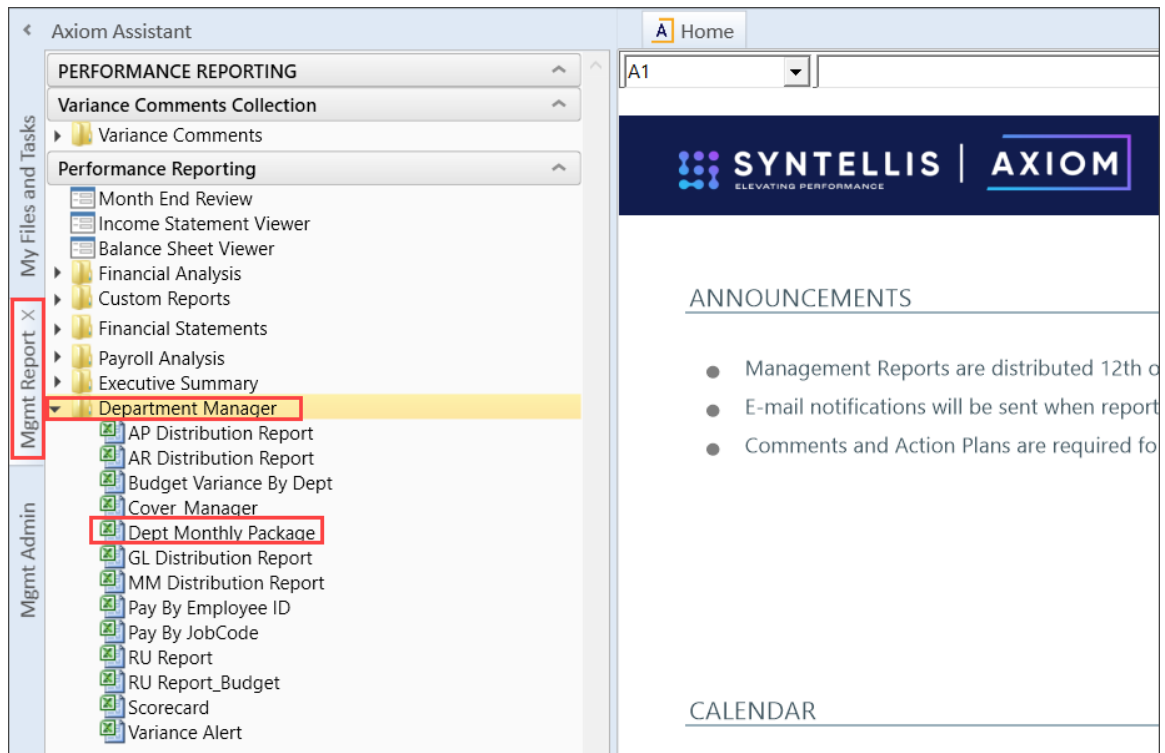 Axiom Assistant
PERFORMANCE REPORTING
Variance Comments Collection
Variance Comments
Performance Reporting
Month End Review
Income Statement Viewer
Balance Sheet Viewer
Financial Analysis
Custom Reports
Financial Statements
Payroll Analysis
Executive Summary
Department Manager
AP Distribution Report
AR Distribution Report
Budget Variance By Dept
Cover_Manager
Dept Monthly Package
GL Distribution Report
MM Distribution Report
Pay By Employee ID
Pay By JobCode
RU Report
RU Report_Budget
Scorecard
Variance Alert
My Files and Tasks
Mgmt Report X
Mgmt Admin
A Home
A1
SYNTELLIS | AXIOM
ELEVATING PERFORMANCE
ANNOUNCEMENTS
Management Reports are distributed 12th o
E-mail notifications will be sent when report
Comments and Action Plans are required fo
CALENDAR